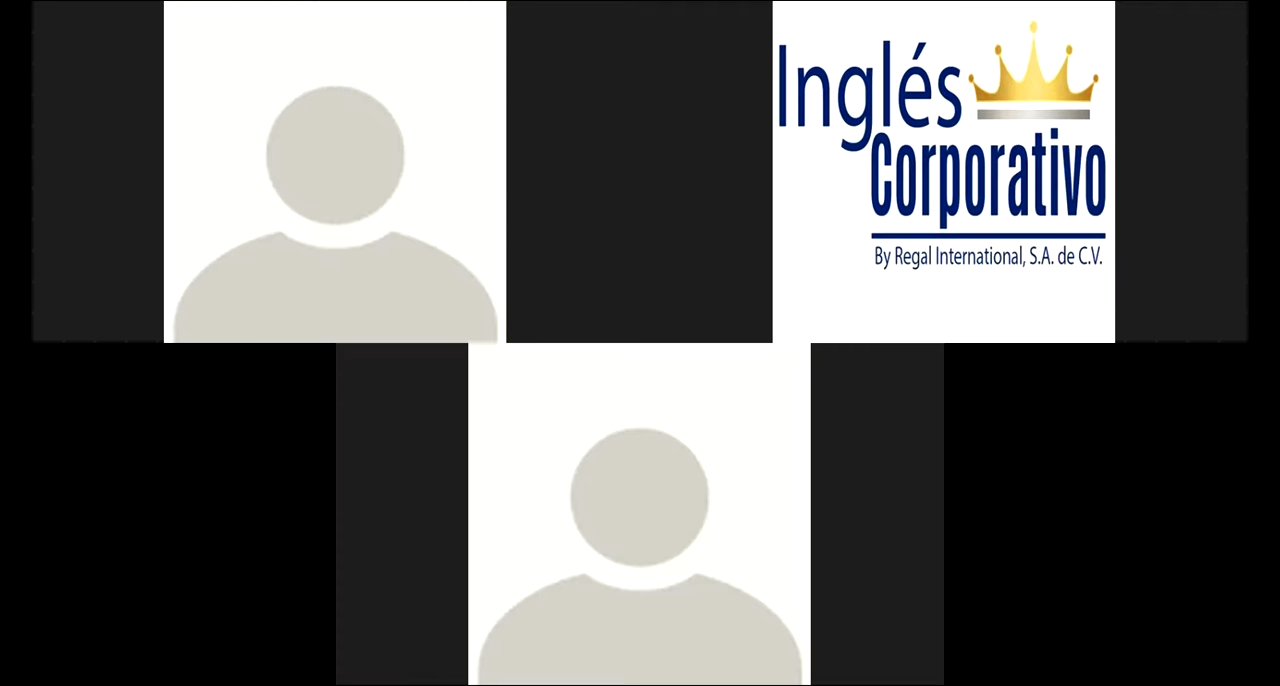 Inglés
Corporativo
By Regal International, S.A. de C.V.